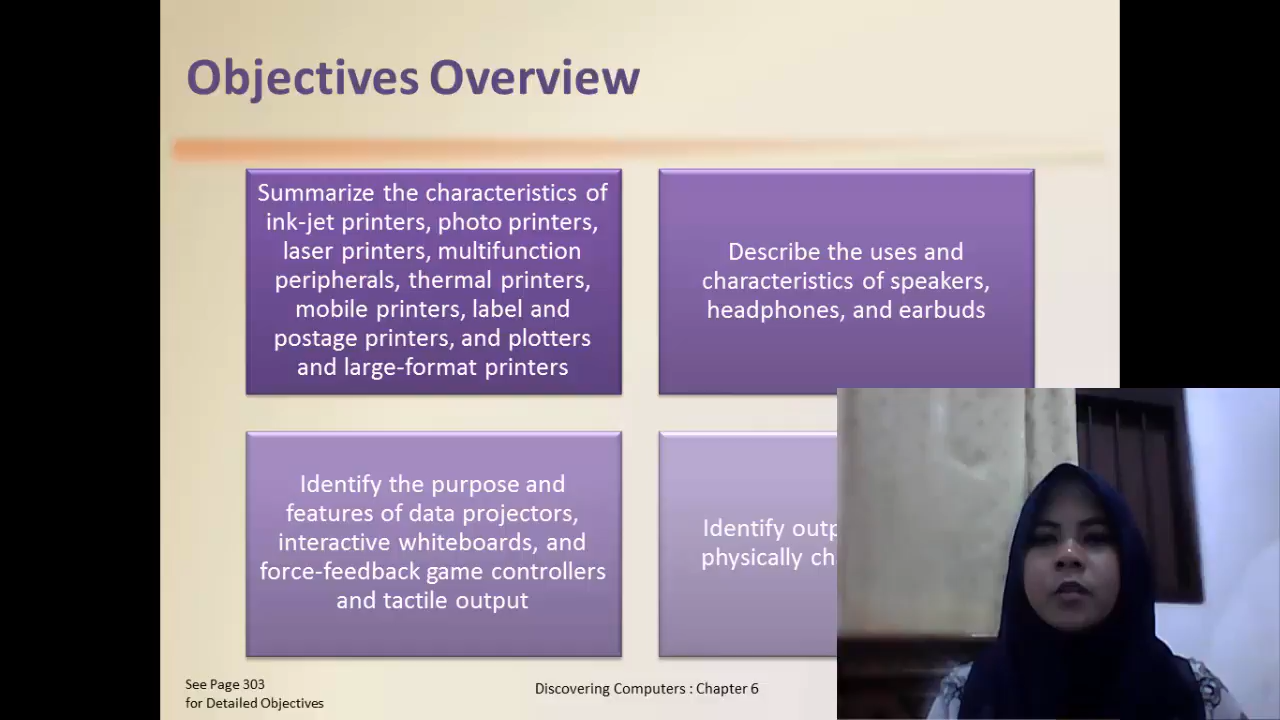 Objectives Overview
Summarize the characteristics of
ink-jet printers, photo printers,
laser printers, multifunction
peripherals, thermal printers,
mobile printers, label and
postage printers, and plotters
and large-format printers
Describe the uses and
characteristics of speakers,
headphones, and earbuds
Identify the purpose and
features of data projectors,
interactive whiteboards, and
force-feedback game controllers
and tactile output
Identify
physically
See Page 303
for Detailed Objectives
Discovering Computers : Chapter 6